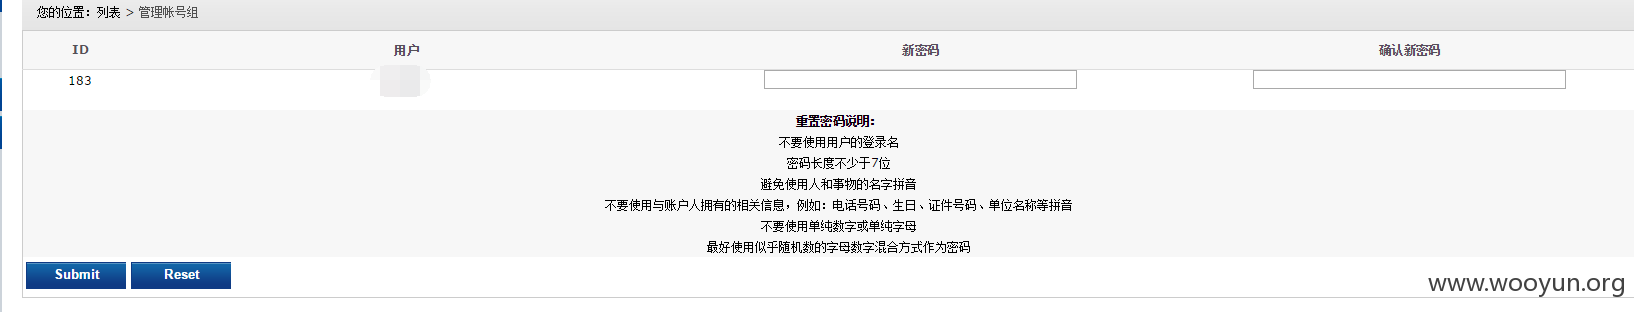 您的位置：列表 > 管理帐号组
ID 用户 新密码 确认新密码
183
重置密码说明：
不要使用用户的登录名
密码长度不少于7位
避免使用人和事物的名字拼音
不要使用与账户人拥有的相关信息，例如：电话号码、生日、证件号码、单位名称等拼音
不要使用单纯数字或单纯字母
最好使用似乎随机数的字母数字混合方式作为密码
Submit Reset
www.wooyun.org